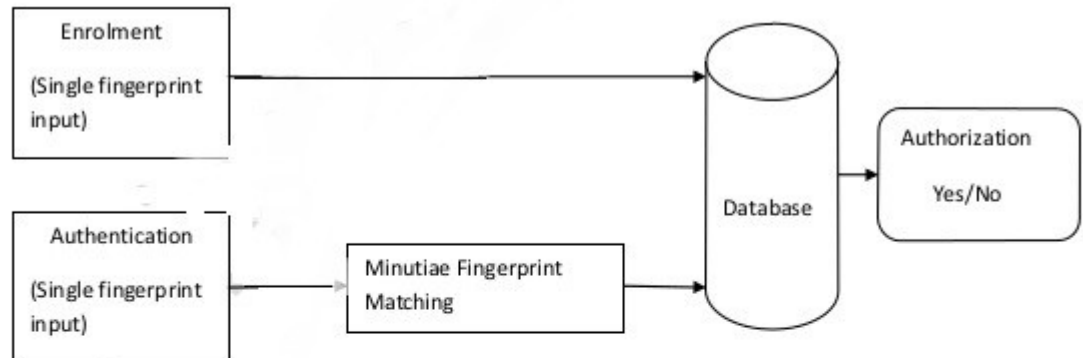 Enrolment
(Single fingerprint
input)
Authentication
(Single fingerprint
input)
Minutiae Fingerprint
Matching
Database
Authorization
Yes/No